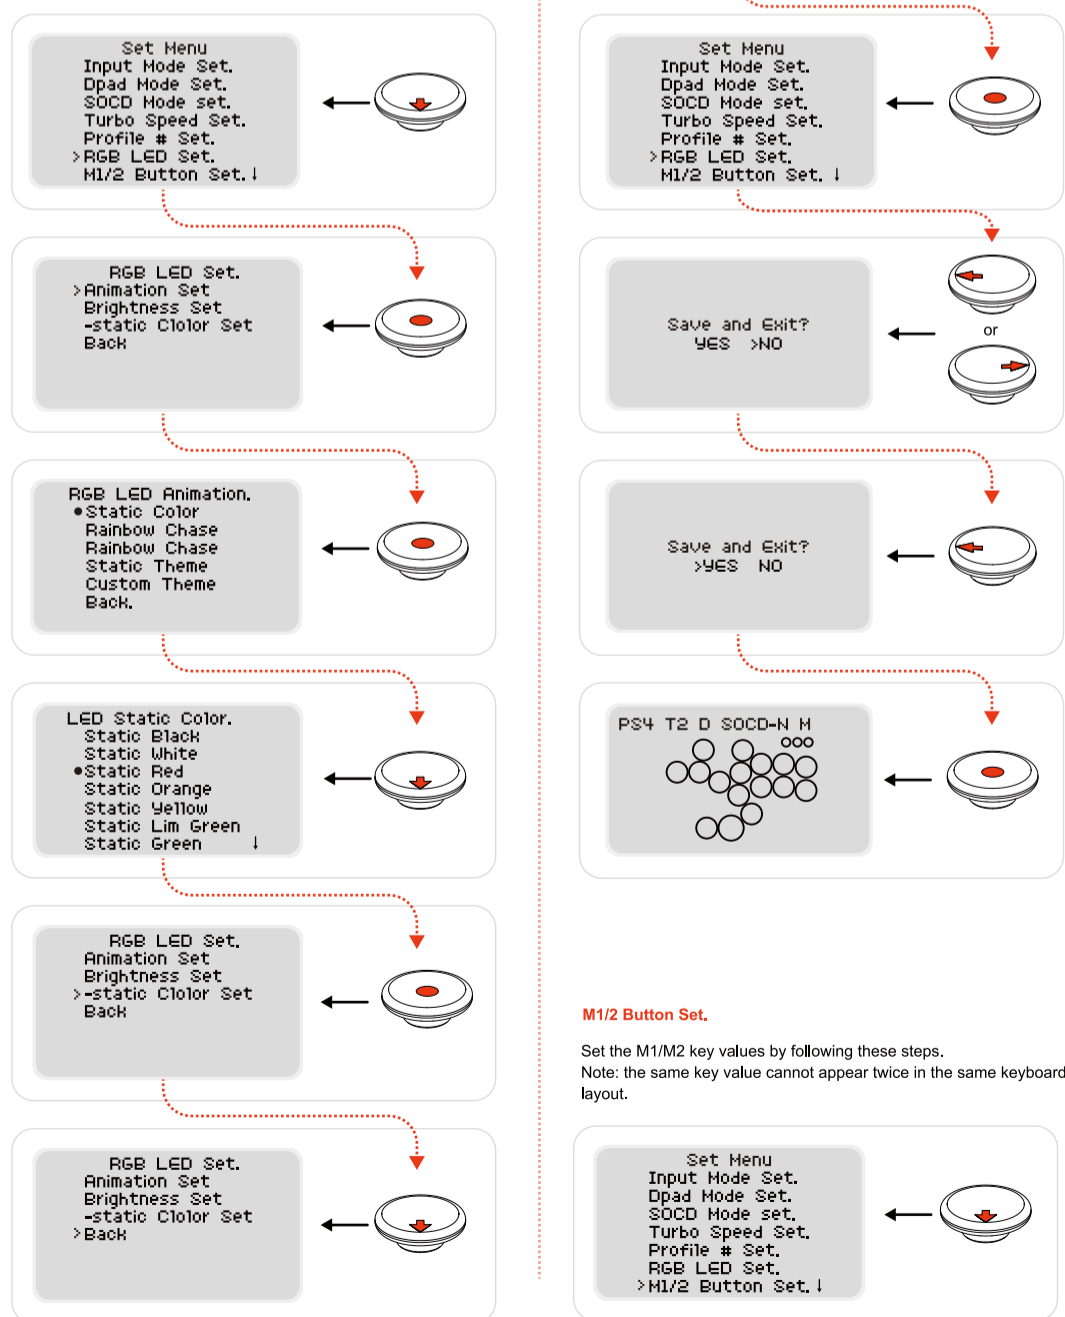 Set Menu
Input Mode Set.
Dpad Mode Set.
SOCD Mode set.
Turbo Speed Set.
Profile # Set.
>RGB LED Set.
M1/2 Button Set.↓
RGB LED Set.
>Animation Set
Brightness Set
-static Clolor Set
Back
RGB LED Animation.
●Static Color
Rainbow Chase
Rainbow Chase
Static Theme
Custom Theme
Back.
LED Static Color.
Static Black
Static White
●Static Red
Static Orange
Static Yellow
Static Lim Green
Static Green ↓
RGB LED Set.
Animation Set
Brightness Set
>-static Clolor Set
Back
RGB LED Set.
Animation Set
Brightness Set
-static Clolor Set
>Back
Set Menu
Input Mode Set.
Dpad Mode Set.
SOCD Mode set.
Turbo Speed Set.
Profile # Set.
>RGB LED Set.
M1/2 Button Set. ↓
Save and Exit?
YES >NO
or
Save and Exit?
>YES NO
PS4 T2 D SOCD-N M
M1/2 Button Set.
Set the M1/M2 key values by following these steps.
Note: the same key value cannot appear twice in the same keyboard
layout.
Set Menu
Input Mode Set.
Dpad Mode Set.
SOCD Mode set.
Turbo Speed Set.
Profile # Set.
RGB LED Set.
>M1/2 Button Set.↓